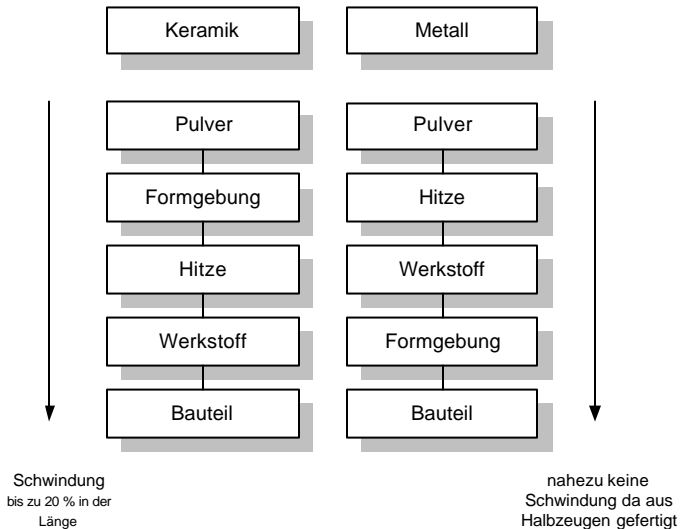 Keramik
Metall
Pulver
Pulver
Formgebung
Hitze
Hitze
Werkstoff
Werkstoff
Formgebung
Bauteil
Bauteil
Schwindung
bis zu 20 % in der
Länge
nahezu keine
Schwindung da aus
Halbzeugen gefertigt